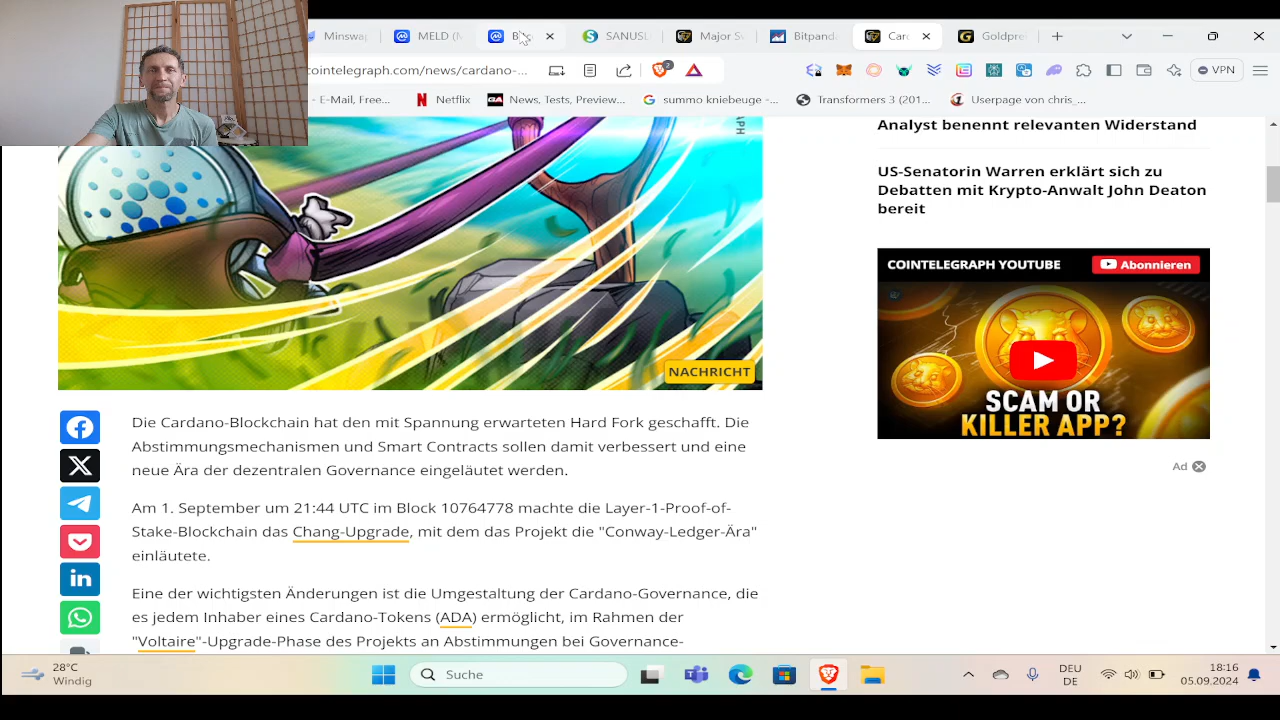 Minswap
MELD (M
B
SANUSL
Major S
Bitpanda
Car
Goldpre
cointelegraph.com/news/cardano-...
2
VPN
- E-Mail, Free...
Netflix
GA News, Tests, Preview...
summo kniebeuge -...
Transformers 3 (201...
Userpage von chris_...
Analyst benennt relevanten Widerstand
US-Senatorin Warren erklärt sich zu
Debatten mit Krypto-Anwalt John Deaton
bereit
COINTELEGRAPH YOUTUBE
Abonnieren
SCAM OR
KILLER APP?
Ad
APH
NACHRICHT
Die Cardano-Blockchain hat den mit Spannung erwarteten Hard Fork geschafft. Die
Abstimmungsmechanismen und Smart Contracts sollen damit verbessert und eine
neue Ära der dezentralen Governance eingeläutet werden.
Am 1. September um 21:44 UTC im Block 10764778 machte die Layer-1-Proof-of-
Stake-Blockchain das Chang-Upgrade, mit dem das Projekt die "Conway-Ledger-Ära"
einläutete.
Eine der wichtigsten Änderungen ist die Umgestaltung der Cardano-Governance, die
es jedem Inhaber eines Cardano-Tokens (ADA) ermöglicht, im Rahmen der
"Voltaire"-Upgrade-Phase des Projekts an Abstimmungen bei Governance-
28°C
Windig
Suche
DEU
DE
18:16
05.09.2024